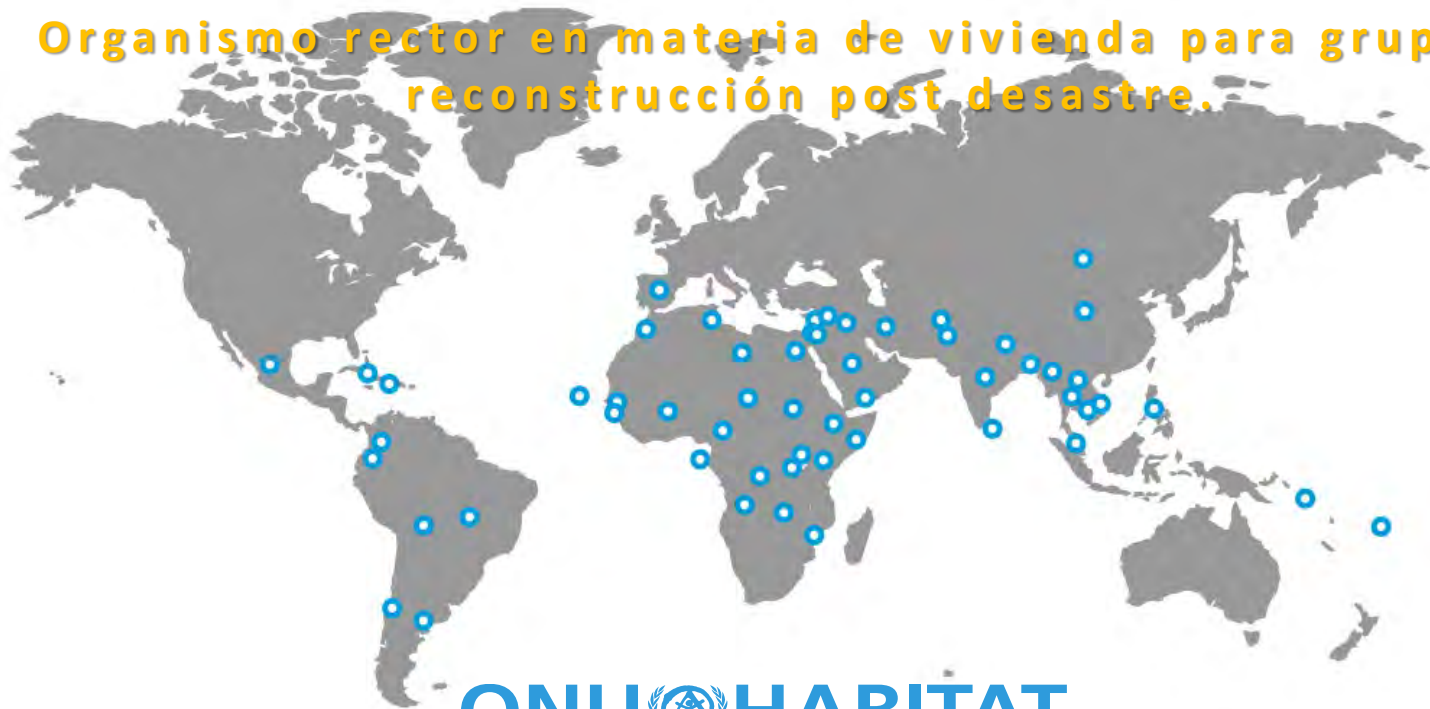 Organismo rector en materia de vivienda para grup
reconstrucción post desastre.
ONU HABITAT